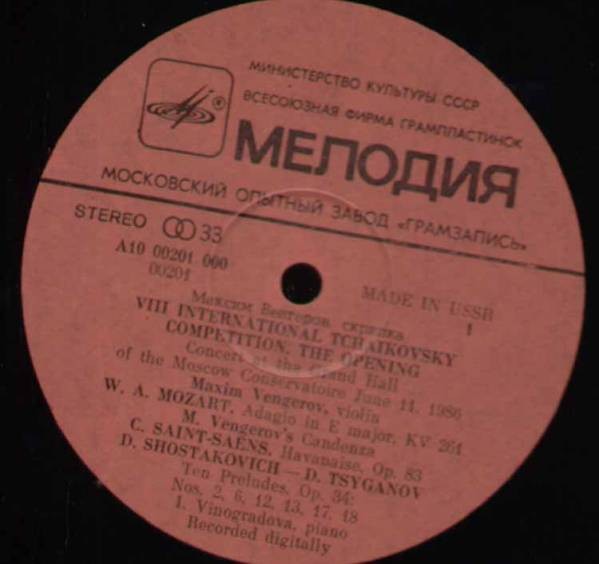 МИНИСТЕРСТВО КУЛЬТУРЫ СССР
ВСЕСОЮЗНАЯ ФИРМА ГРАМПЛАСТИНОК
®
МЕЛОДИЯ
МОСКОВСКИЙ ОПЫТНЫЙ ЗАВОД «ГРАМЗАПИСЬ»
STEREO 33
А10 00201 000
00201
MADE IN USSR
1
Максим Венгеров, скрипка
VIII INTERNATIONAL TCHAIKOVSKY
COMPETITION. THE OPENING
Concert at the Grand Hall
of the Moscow Conservatoire June 11, 1986
Maxim Vengerov, violin
W. A. MOZART. Adagio in E major, KV 261
M. Vengerov's Candenza
C. SAINT-SAËNS. Havanaise, Op. 83
D. SHOSTAKOVICH — D. TSYGANOV
Ten Preludes, Op. 34:
Nos. 2, 6, 12, 13, 17, 18
I. Vinogradova, piano
Recorded digitally